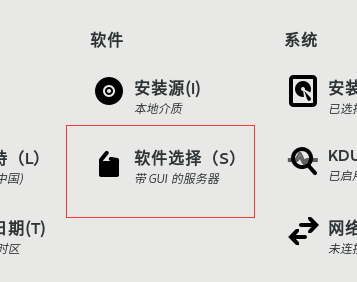 软件
系统
安装源(I)
本地介质
安装
已选
持（L）
中国)
软件选择（S）
带 GUI 的服务器
KDU
已启用
日期(T)
时区
网络
未连接